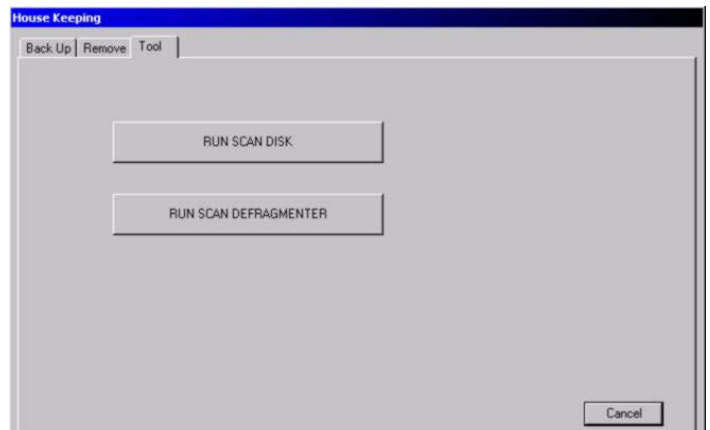 House Keeping
Back Up Remove Tool
RUN SCAN DISK
RUN SCAN DEFRAGMENTER
Cancel